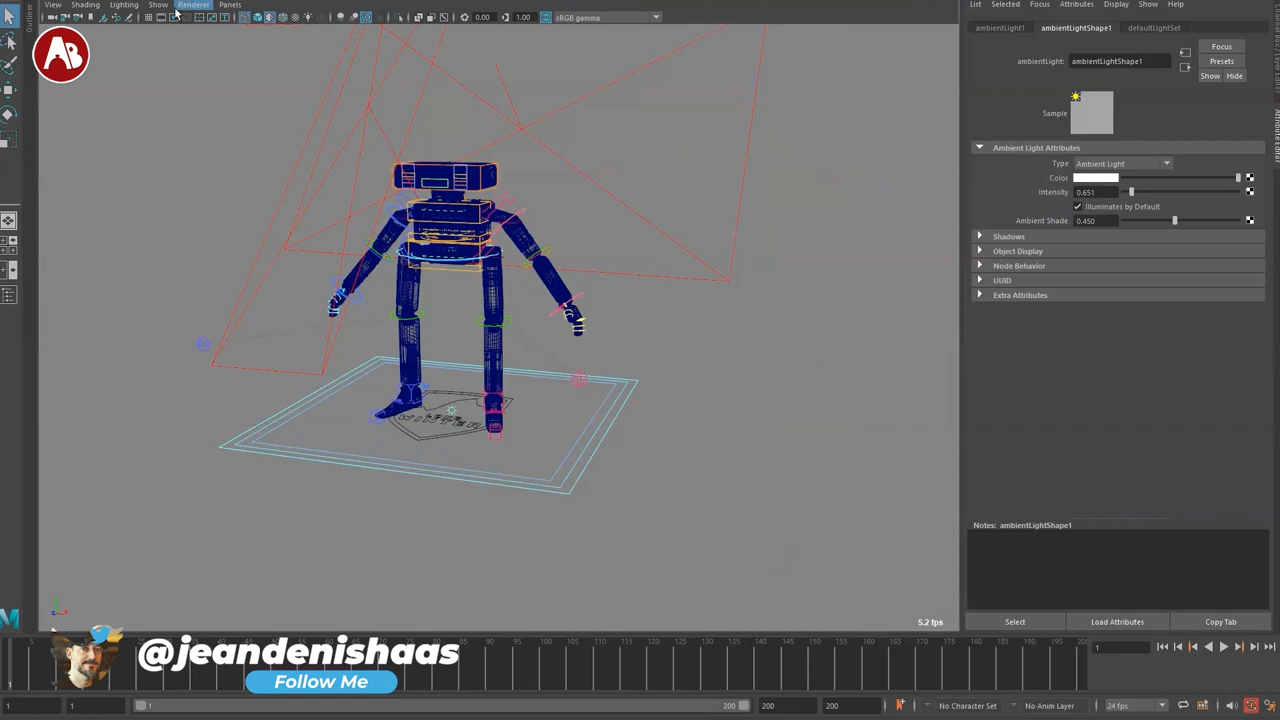 View Shading Lighting Show Renderer Panels
List Selected Focus Attributes Display Show Help
Outliner
0.00 1.00 sRGB gamma
ambientLight1 ambientLightShape1 defaultLightSet
AB
Focus
ambientLight: ambientLightShape1 Presets
Show Hide
Sample
Ambient Light Attributes
Type Ambient Light
Color
Intensity 0.651
Illuminates by Default
Ambient Shade 0.450
Shadows
Object Display
Node Behavior
UUID
Extra Attributes
WINTER
Notes: ambientLightShape1
5.2 fps
Select Load Attributes Copy Tab
@jeandenishaas
Follow Me
1
1 1 1 200 200 200 No Character Set No Anim Layer 24 fps